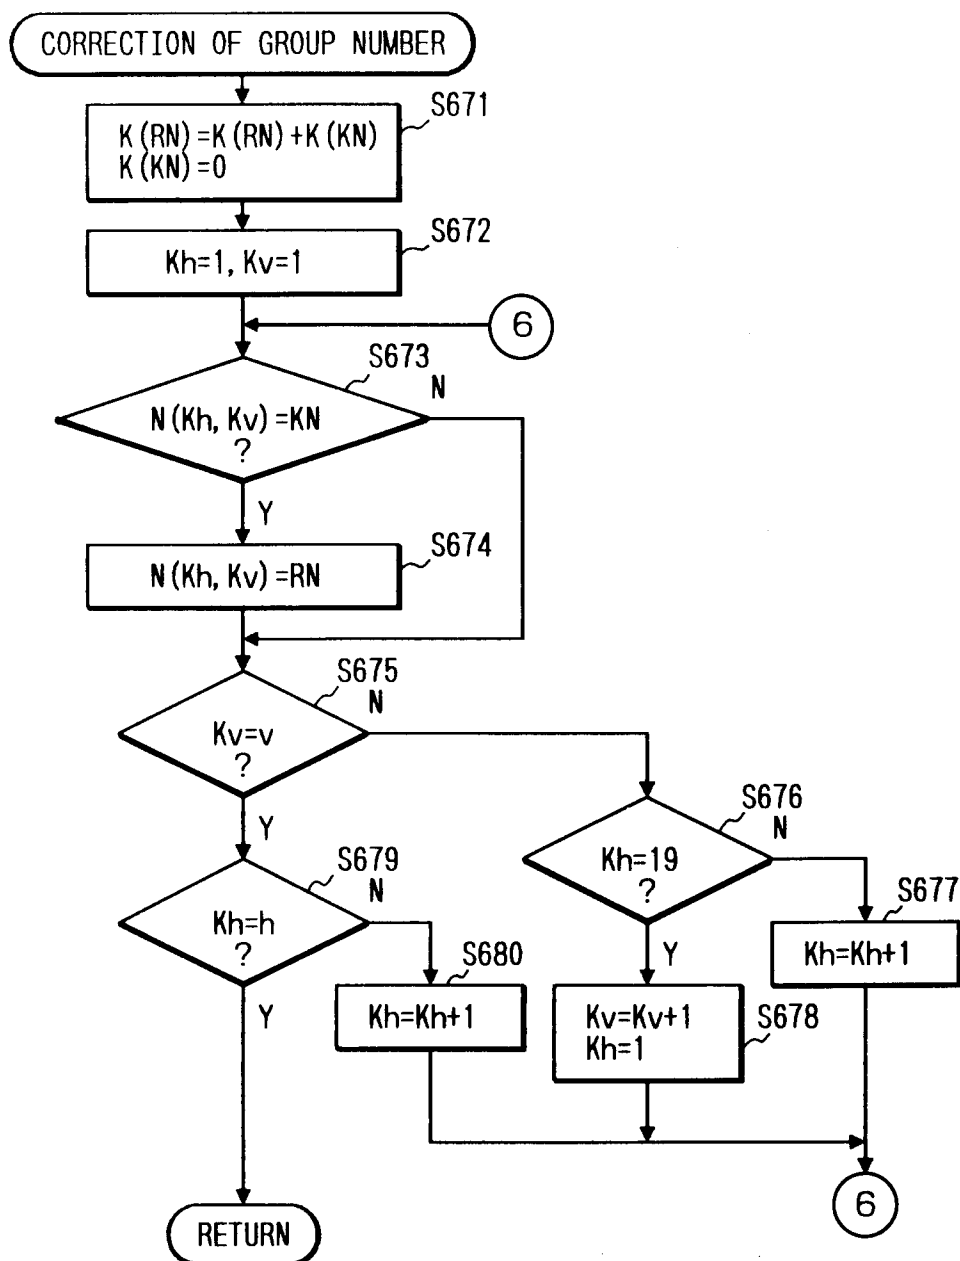 CORRECTION OF GROUP NUMBER
S671
K(RN)=K(RN)+K(KN)
K(KN)=0
S672
Kh=1, Kv=1
6
S673
N
N(Kh, Kv)=KN
?
Y
S674
N(Kh, Kv)=RN
S675
N
Kv=v
?
Y
S676
N
Kh=19
?
Y
S677
Kh=Kh+1
S679
N
Kh=h
?
Y
S680
Kh=Kh+1
S678
Kv=Kv+1
Kh=1
6
RETURN